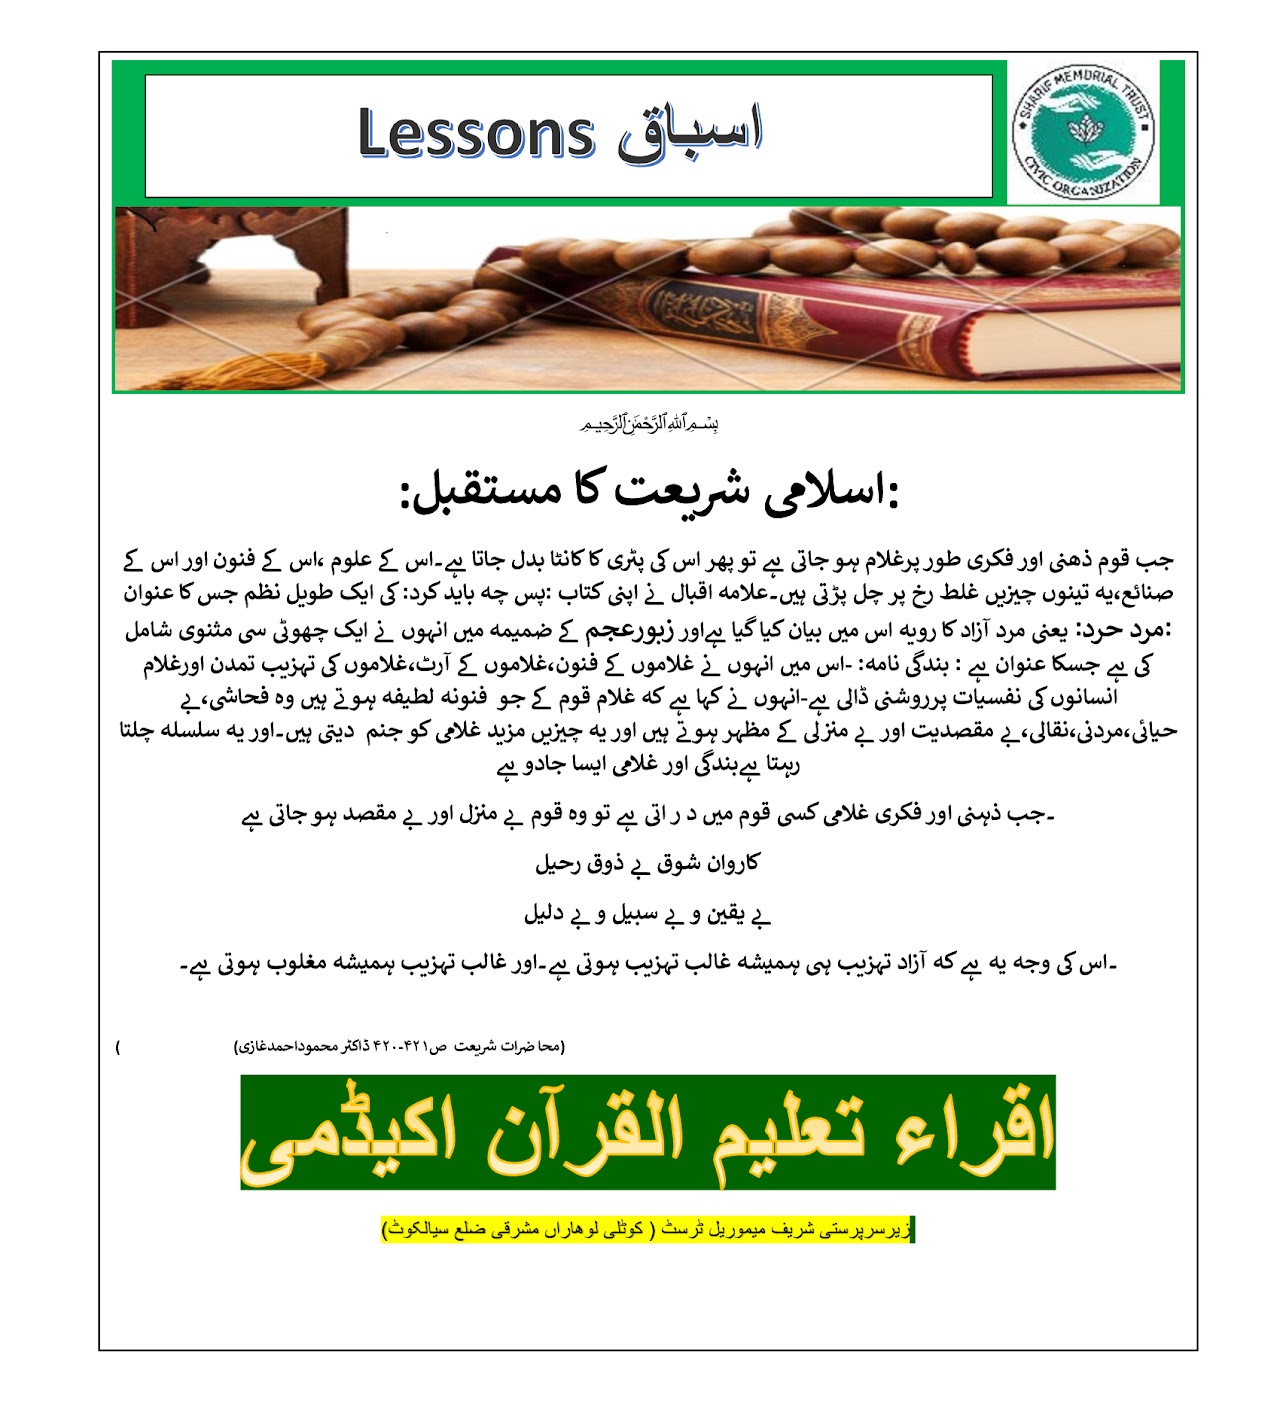 اسباق Lessons
SHARIF MEMORIAL TRUST
CIVIC ORGANIZATION
بِسْمِ ٱللَّهِ ٱلرَّحْمَٰنِ ٱلرَّحِيمِ
:اسلامی شریعت کا مستقبل:
جب قوم ذھنی اور فکری طور پرغلام ہو جاتی ہے تو پھر اس کی پٹری کا کانٹا بدل جاتا ہے۔اس کے علوم ،اس کے فنون اور اس کے
صنائع،یہ تینوں چیزیں غلط رخ پر چل پڑتی ہیں۔علامہ اقبال نے اپنی کتاب :پس چہ باید کرد: کی ایک طویل نظم جس کا عنوان
:مرد حرد: یعنی مرد آزاد کا رویہ اس میں بیان کیا گیا ہےاور زبورعجم کے ضمیمہ میں انہوں نے ایک چھوٹی سی مثنوی شامل
کی ہے جسکا عنوان ہے : بندگی نامہ: -اس میں انہوں نے غلاموں کے فنون،غلاموں کے آرٹ،غلاموں کی تہزیب تمدن اورغلام
انسانوں کی نفسیات پرروشنی ڈالی ہے-انہوں نے کہا ہے کہ غلام قوم کے جو فنونہ لطیفہ ہوتے ہیں وہ فحاشی،بے
حیائی،مردنی،نقالی،بے مقصدیت اور بے منزلی کے مظہر ہوتے ہیں اور یہ چیزیں مزید غلامی کو جنم دیتی ہیں۔اور یہ سلسلہ چلتا
رہتا ہےبندگی اور غلامی ایسا جادو ہے
۔جب ذہنی اور فکری غلامی کسی قوم میں د ر اتی ہے تو وہ قوم بے منزل اور بے مقصد ہو جاتی ہے
کاروان شوق بے ذوق رحیل
بے یقین و بے سبیل و بے دلیل
۔اس کی وجہ یہ ہے کہ آزاد تہزیب ہی ہمیشہ غالب تہزیب ہوتی ہے۔اور غالب تہزیب ہمیشہ مغلوب ہوتی ہے۔
(محا ضرات شریعت ص۴۲۱-۴۲۰ ڈاکٹر محموداحمدغازی) (
اقراء تعلیم القرآن اکیڈمی
زیرسرپرستی شریف میموریل ٹرسٹ ( کوٹلی لوھاراں مشرقی ضلع سیالکوٹ)